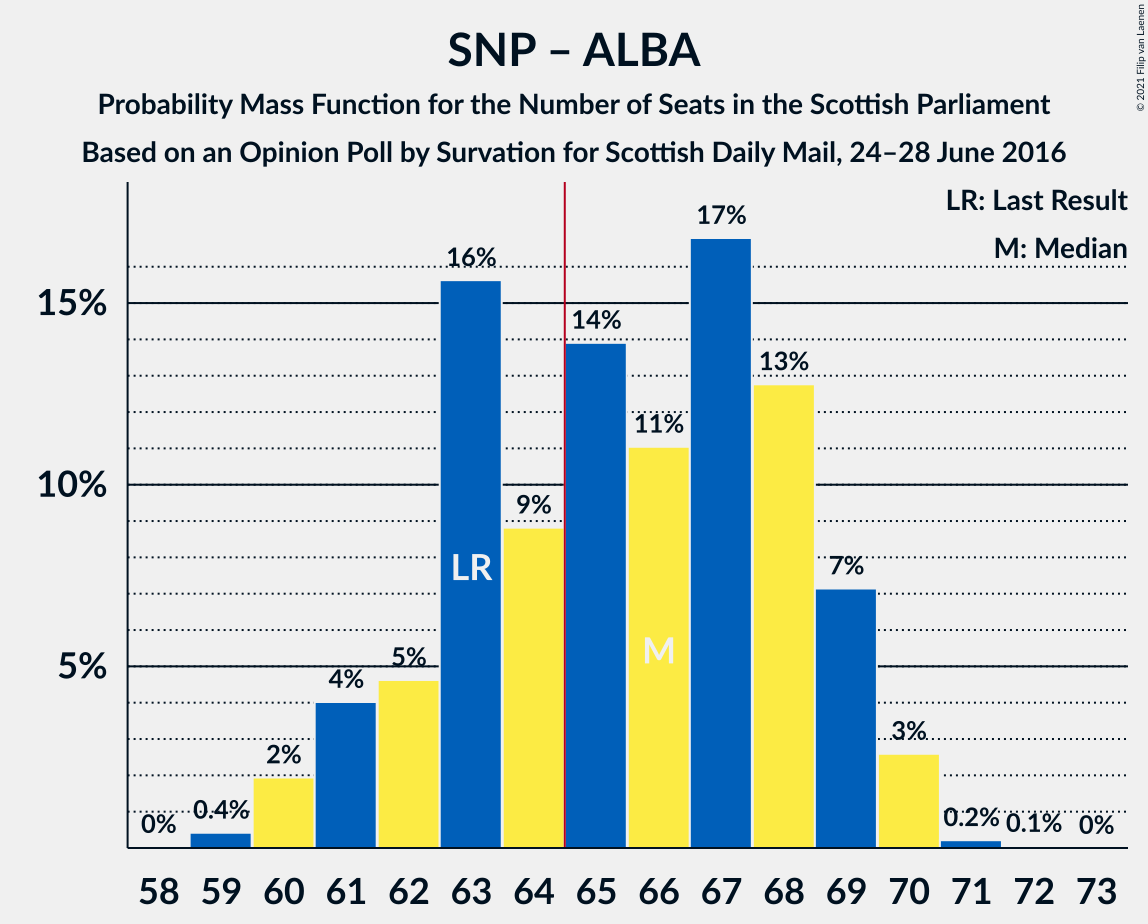 SNP – ALBA
Probability Mass Function for the Number of Seats in the Scottish Parliament
Based on an Opinion Poll by Survation for Scottish Daily Mail, 24–28 June 2016
© 2021 Filip van Laenen
LR: Last Result
M: Median
15%
10%
5%
0%
0.4%
2%
4%
5%
16%
9%
14%
11%
17%
13%
7%
3%
0.2%
0.1%
0%
LR
M
58 59 60 61 62 63 64 65 66 67 68 69 70 71 72 73